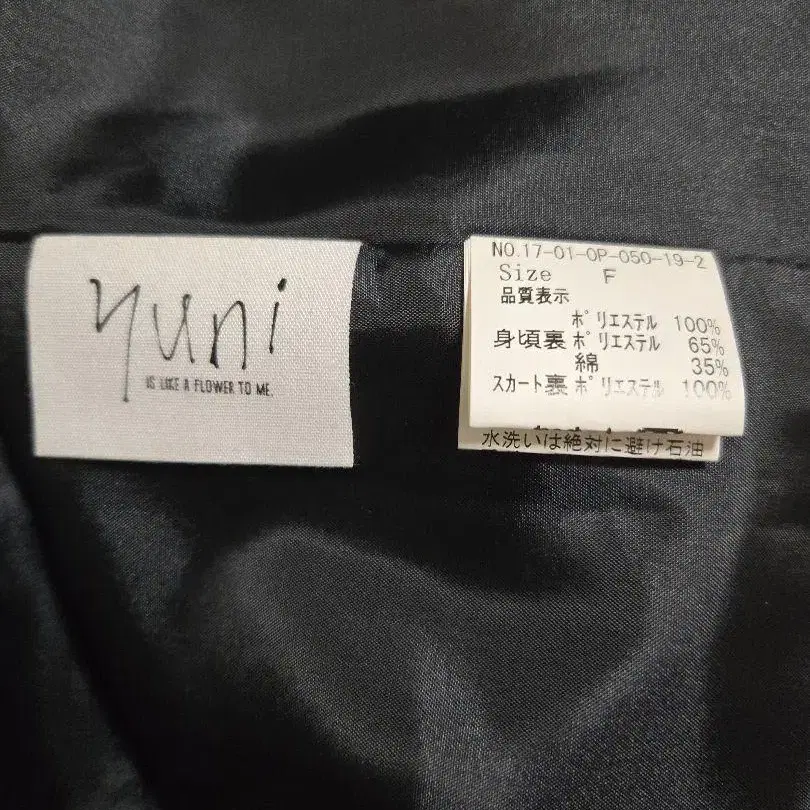 yuni
IS LIKE A FLOWER TO ME.
NO.17-01-OP-050-19-2
Size F
品質表示
ポリエステル 100%
身頃裏 ポリエステル 65%
綿 35%
スカート裏 ポリエステル 100%
水洗いは絶対に避け石油